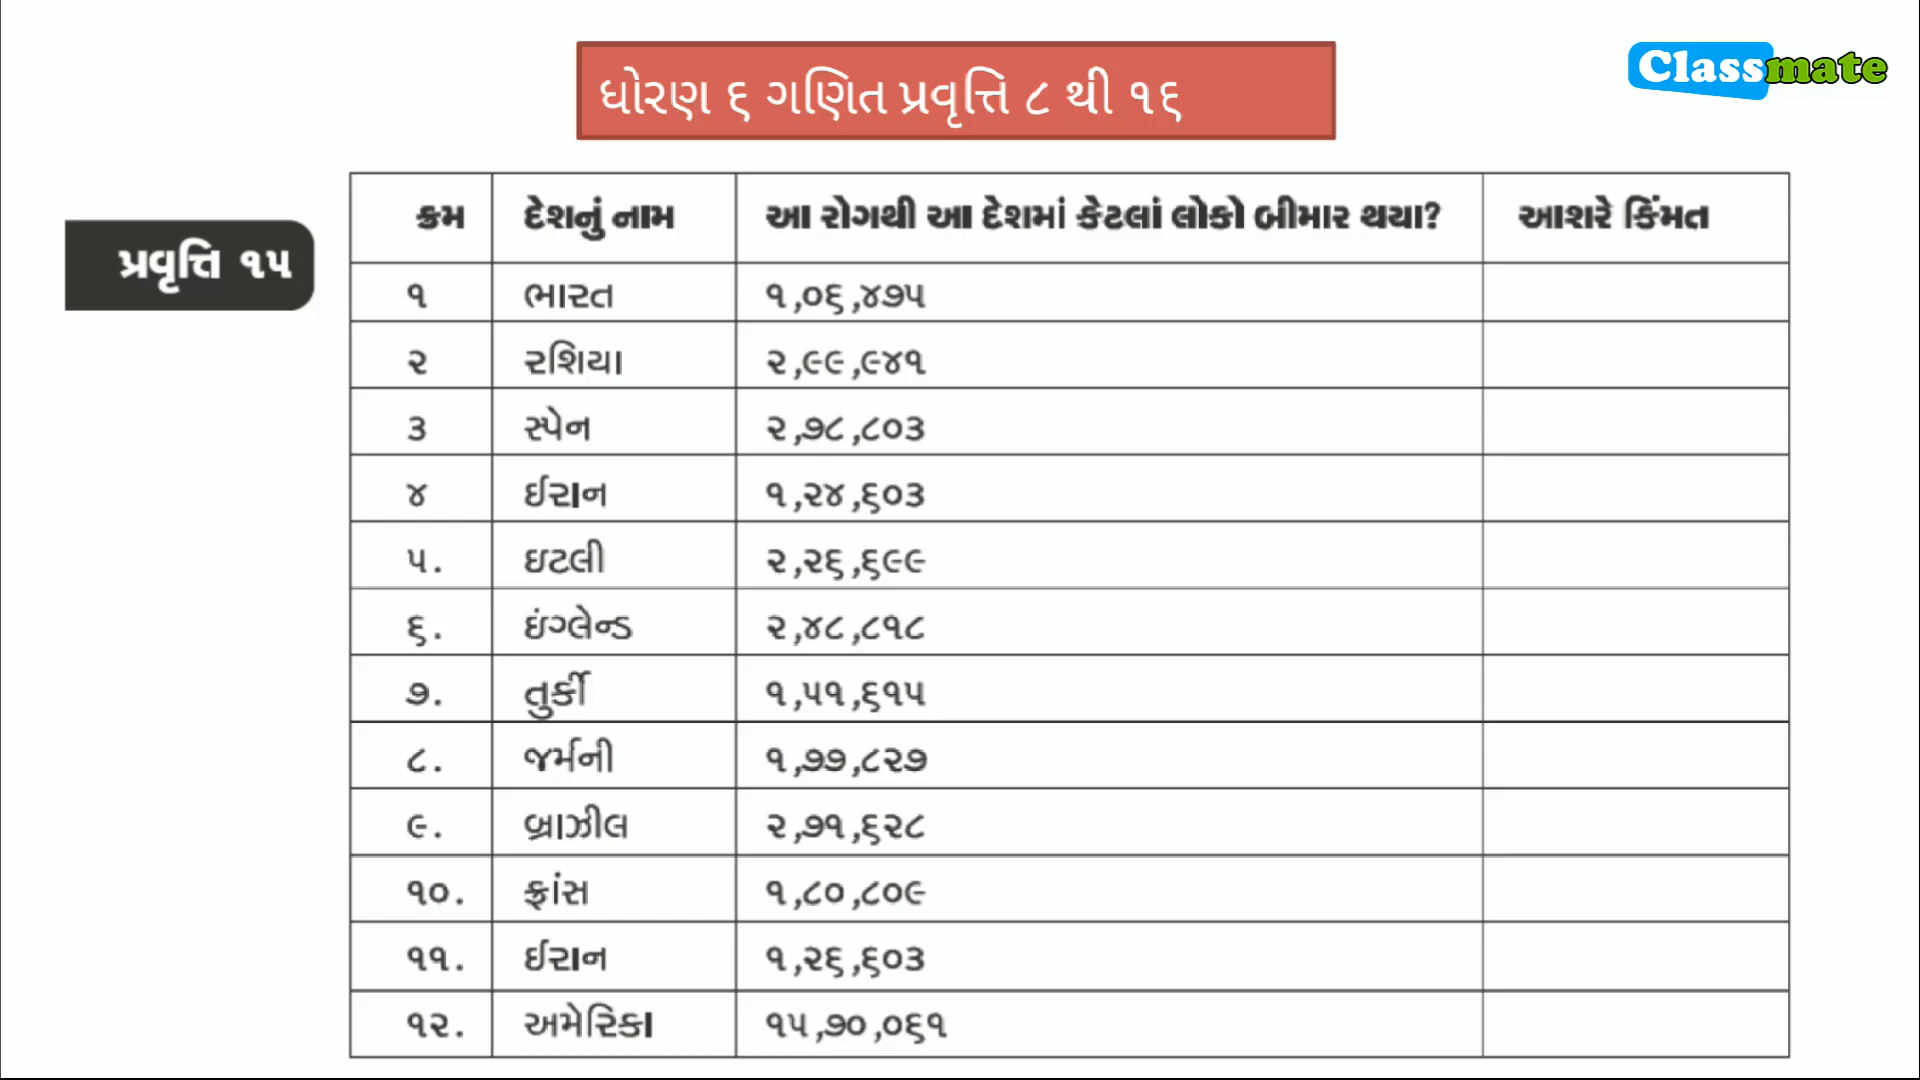 ધોરણ ૬ ગણિત પ્રવૃત્તિ ૮ થી ૧૬
Classmate
પ્રવૃત્તિ ૧૫
ક્રમ દેશનું નામ આ રોગથી આ દેશમાં કેટલાં લોકો બીમાર થયા? આશરે કિંમત
૧ ભારત ૧,૦૬,૪૭૫
૨ રશિયા ૨,૯૯,૯૪૧
૩ સ્પેન ૨,૭૮,૮૦૩
૪ ઈરાન ૧,૨૪,૬૦૩
૫. ઇટલી ૨,૨૬,૬૯૯
૬. ઇંગ્લેન્ડ ૨,૪૮,૮૧૮
૭. તુર્કી ૧,૫૧,૬૧૫
૮. જર્મની ૧,૭૭,૮૨૭
૯. બ્રાઝીલ ૨,૭૧,૬૨૮
૧૦. ફ્રાંસ ૧,૮૦,૮૦૯
૧૧. ઈરાન ૧,૨૬,૬૦૩
૧૨. અમેરિકા ૧૫,૭૦,૦૬૧